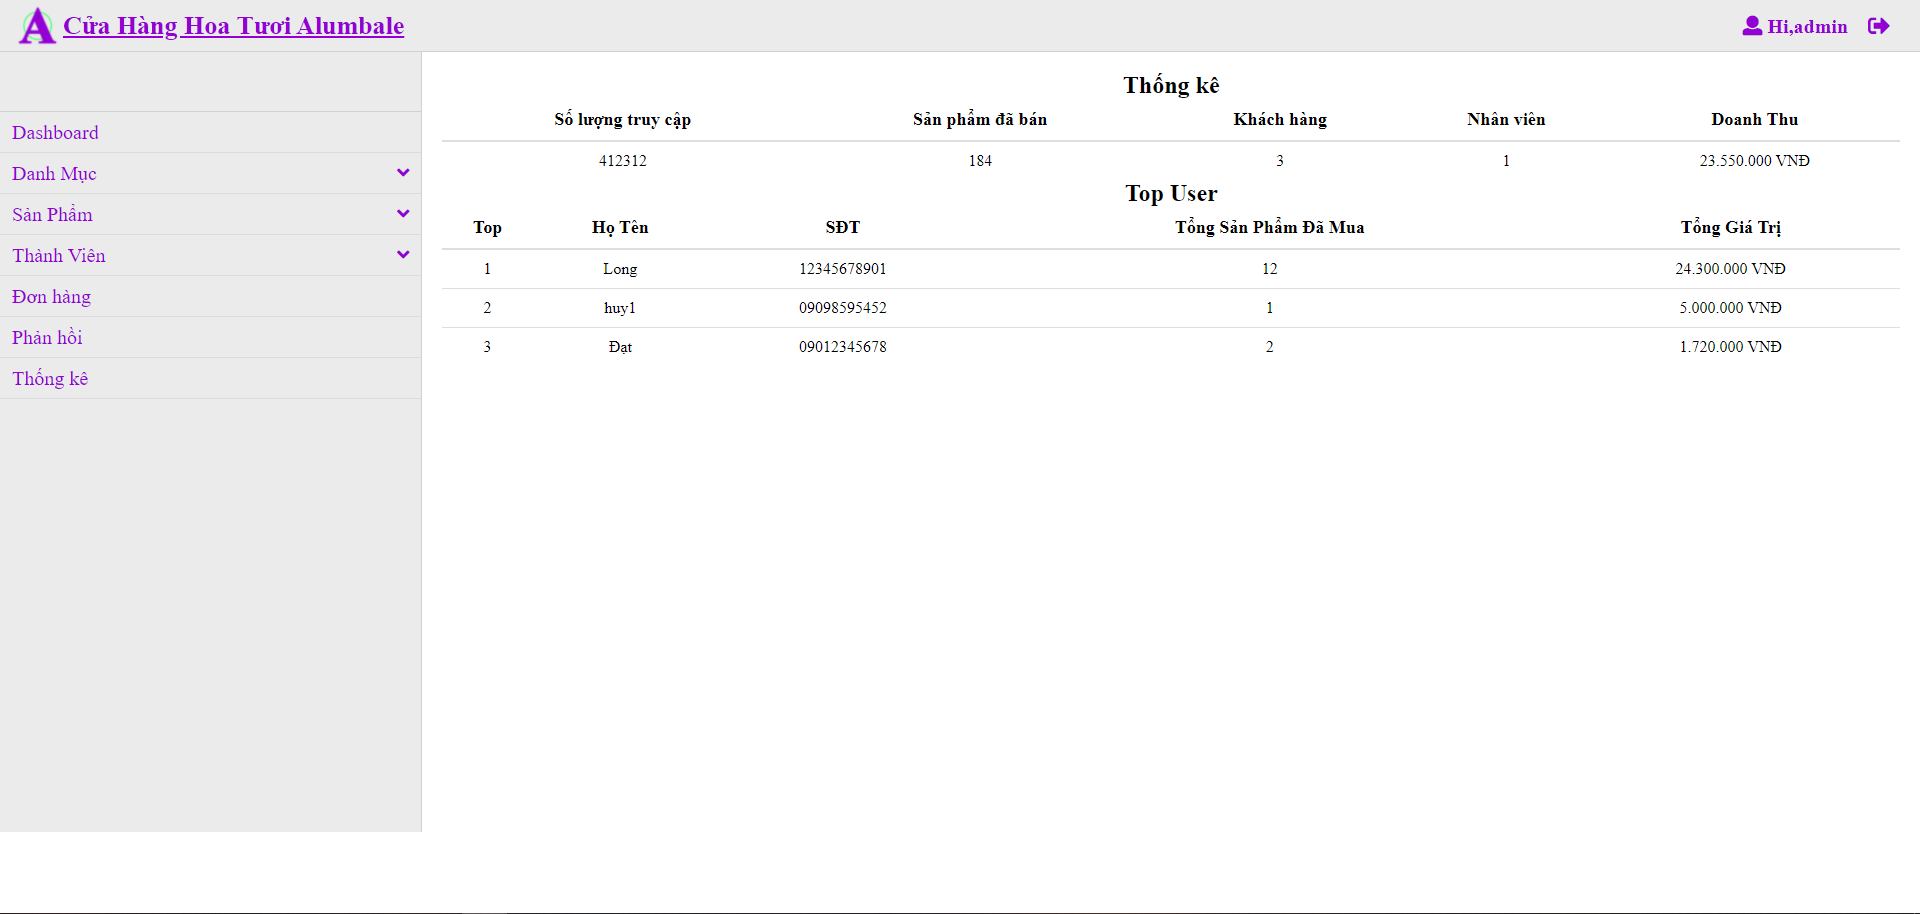 A Cửa Hàng Hoa Tươi Alumbale
Hi,admin
Dashboard
Danh Mục
Sản Phẩm
Thành Viên
Đơn hàng
Phản hồi
Thống kê
Thống kê
Số lượng truy cập Sản phẩm đã bán Khách hàng Nhân viên Doanh Thu
412312 184 3 1 23.550.000 VNĐ
Top User
Top Họ Tên SĐT Tổng Sản Phẩm Đã Mua Tổng Giá Trị
1 Long 12345678901 12 24.300.000 VNĐ
2 huy1 09098595452 1 5.000.000 VNĐ
3 Đạt 09012345678 2 1.720.000 VNĐ